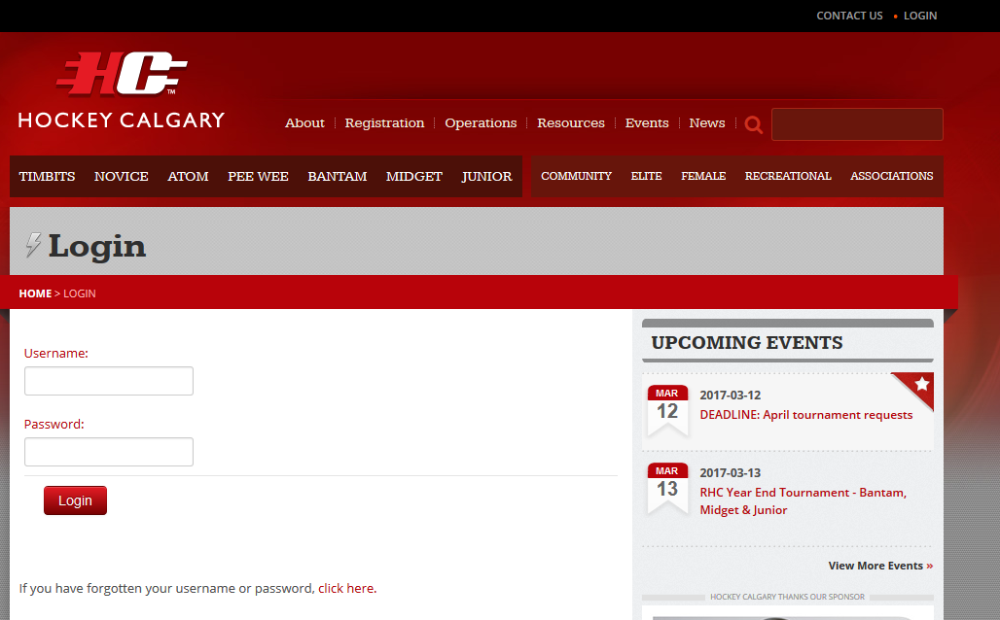 CONTACT US • LOGIN
HC™
HOCKEY CALGARY
About Registration Operations Resources Events News
TIMBITS NOVICE ATOM PEE WEE BANTAM MIDGET JUNIOR COMMUNITY ELITE FEMALE RECREATIONAL ASSOCIATIONS
Login
HOME > LOGIN
Username:
Password:
Login
If you have forgotten your username or password, click here.
UPCOMING EVENTS
MAR
12
2017-03-12
DEADLINE: April tournament requests
MAR
13
2017-03-13
RHC Year End Tournament - Bantam,
Midget & Junior
View More Events »
HOCKEY CALGARY THANKS OUR SPONSOR